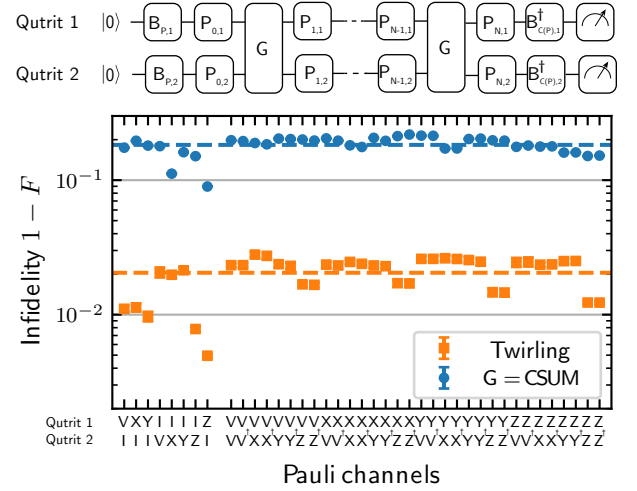 Qutrit 1 |0⟩ B_P,1 P_0,1 P_1,1 P_N-1,1 P_N,1 B†_C(P),1
G G
Qutrit 2 |0⟩ B_P,2 P_0,2 P_1,2 P_N-1,2 P_N,2 B†_C(P),2
Infidelity 1 − F
10⁻¹
10⁻²
Twirling
G = CSUM
Qutrit 1 V X Y I I I I Z V V V V V V V V X X X X X X X X Y Y Y Y Y Y Y Y Z Z Z Z Z Z Z Z
Qutrit 2 I I I V X Y Z I V V† X X† Y Y† Z Z† V V† X X† Y Y† Z Z† V V† X X† Y Y† Z Z† V V† X X† Y Y† Z Z†
Pauli channels